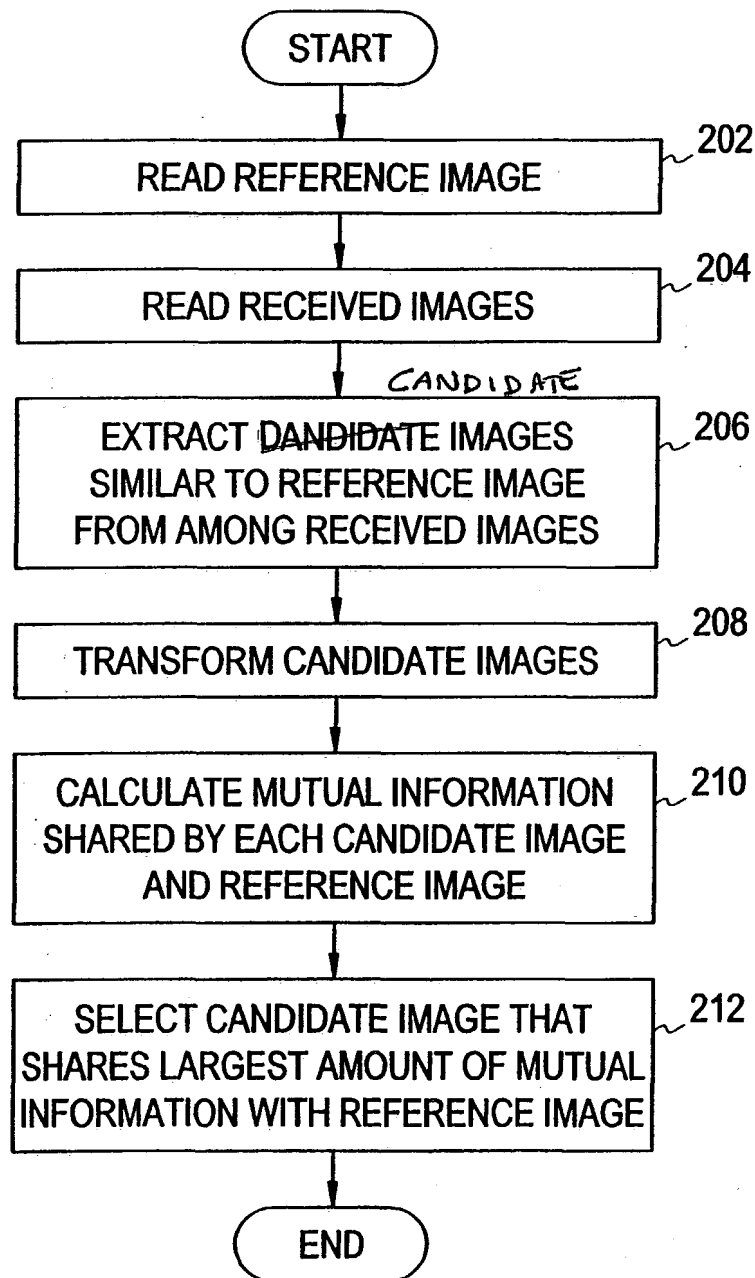 START
READ REFERENCE IMAGE
202
READ RECEIVED IMAGES
204
CANDIDATE
EXTRACT DANDIDATE IMAGES
SIMILAR TO REFERENCE IMAGE
FROM AMONG RECEIVED IMAGES
206
TRANSFORM CANDIDATE IMAGES
208
CALCULATE MUTUAL INFORMATION
SHARED BY EACH CANDIDATE IMAGE
AND REFERENCE IMAGE
210
SELECT CANDIDATE IMAGE THAT
SHARES LARGEST AMOUNT OF MUTUAL
INFORMATION WITH REFERENCE IMAGE
212
END